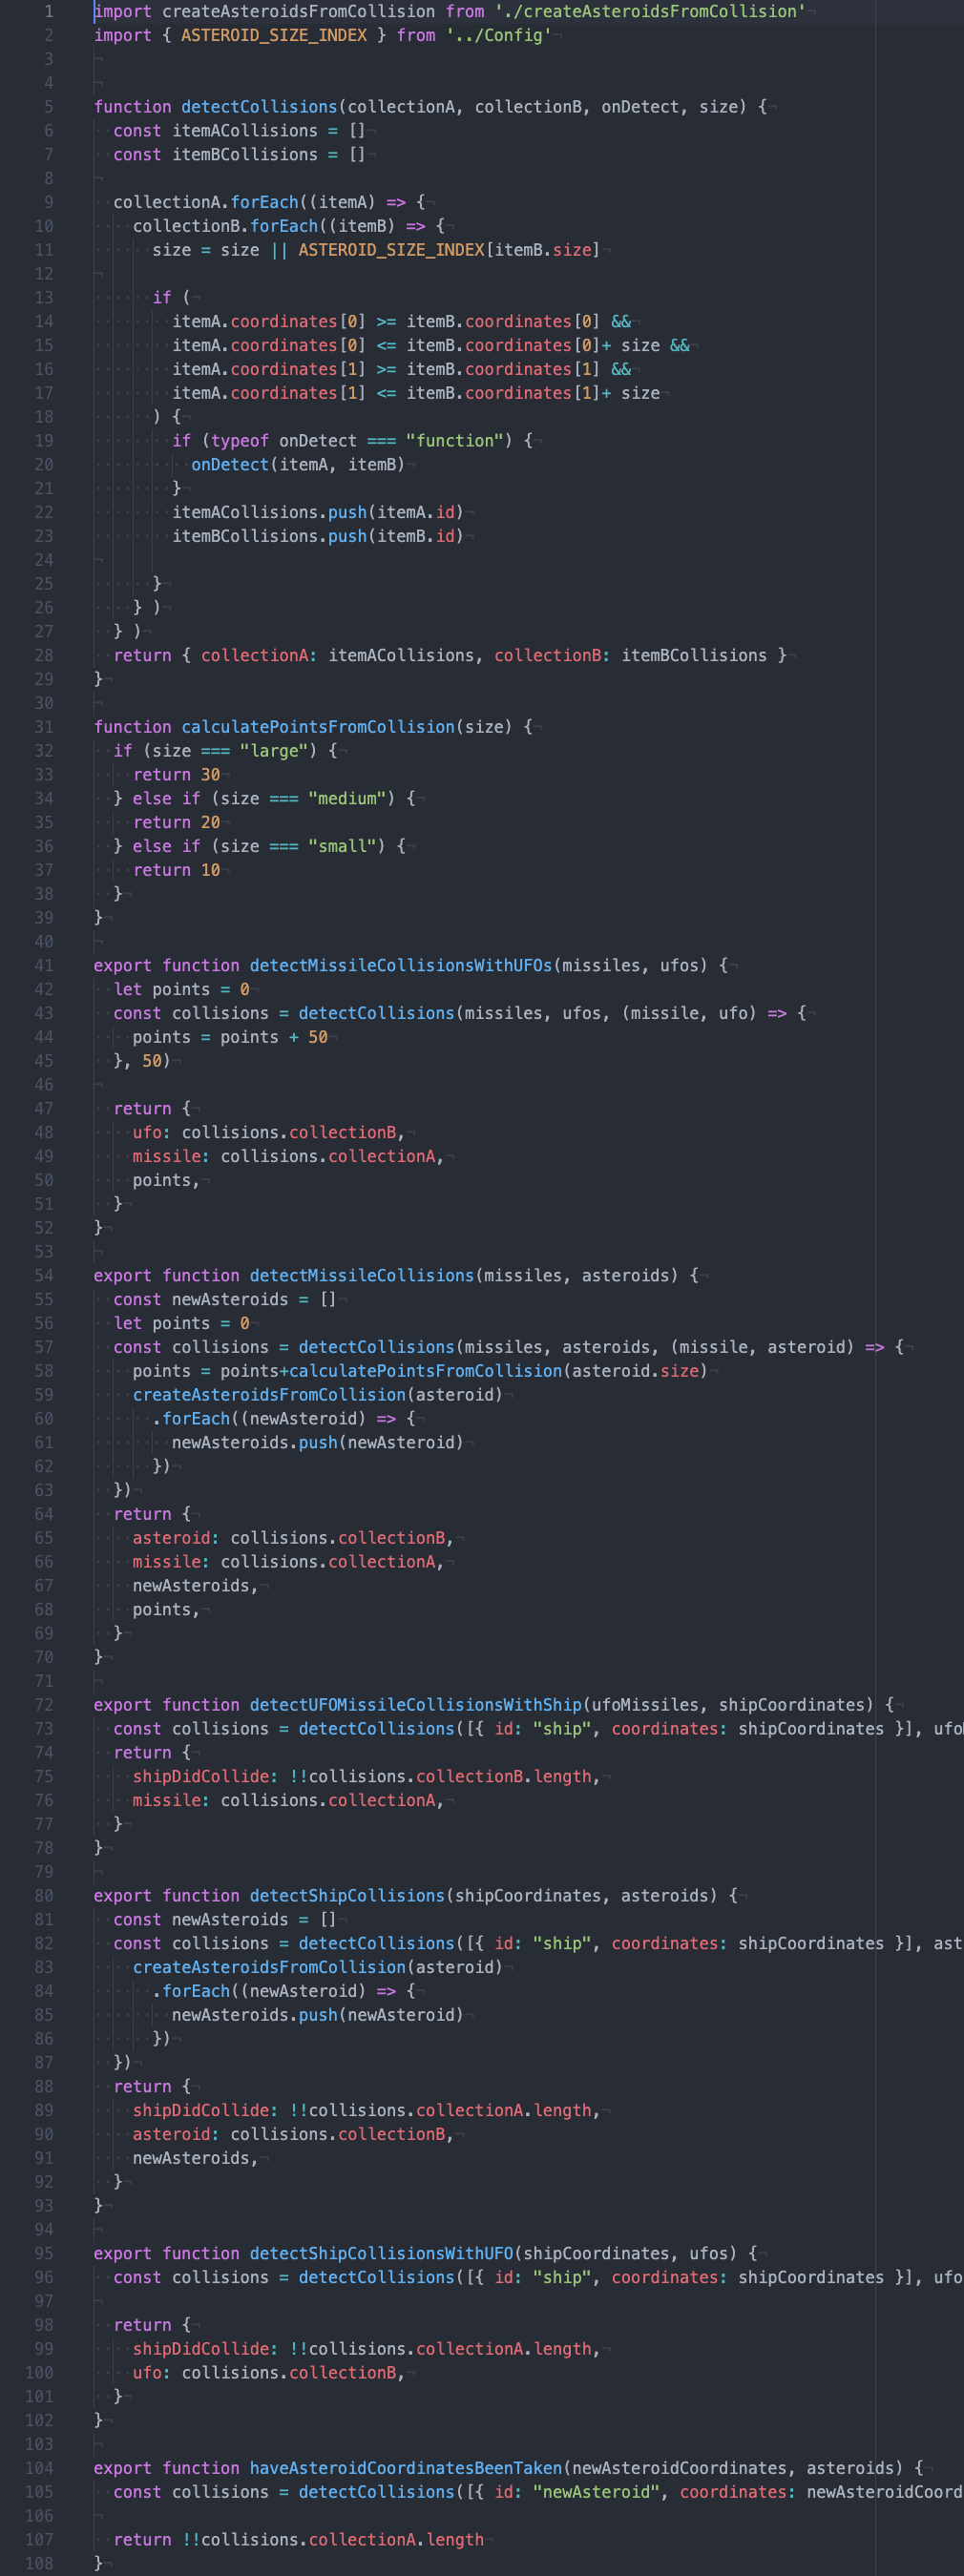 1 import createAsteroidsFromCollision from './createAsteroidsFromCollision'
2 import { ASTEROID_SIZE_INDEX } from '../Config'
3
4
5 function detectCollisions(collectionA, collectionB, onDetect, size) {
6   const itemACollisions = []
7   const itemBCollisions = []
8
9   collectionA.forEach((itemA) => {
10     collectionB.forEach((itemB) => {
11       size = size || ASTEROID_SIZE_INDEX[itemB.size]
12
13       if (
14         itemA.coordinates[0] >= itemB.coordinates[0] &&
15         itemA.coordinates[0] <= itemB.coordinates[0]+ size &&
16         itemA.coordinates[1] >= itemB.coordinates[1] &&
17         itemA.coordinates[1] <= itemB.coordinates[1]+ size
18       ) {
19         if (typeof onDetect === "function") {
20           onDetect(itemA, itemB)
21         }
22         itemACollisions.push(itemA.id)
23         itemBCollisions.push(itemB.id)
24
25       }
26     } )
27   } )
28   return { collectionA: itemACollisions, collectionB: itemBCollisions }
29 }
30
31 function calculatePointsFromCollision(size) {
32   if (size === "large") {
33     return 30
34   } else if (size === "medium") {
35     return 20
36   } else if (size === "small") {
37     return 10
38   }
39 }
40
41 export function detectMissileCollisionsWithUFOs(missiles, ufos) {
42   let points = 0
43   const collisions = detectCollisions(missiles, ufos, (missile, ufo) => {
44     points = points + 50
45   }, 50)
46
47   return {
48     ufo: collisions.collectionB,
49     missile: collisions.collectionA,
50     points,
51   }
52 }
53
54 export function detectMissileCollisions(missiles, asteroids) {
55   const newAsteroids = []
56   let points = 0
57   const collisions = detectCollisions(missiles, asteroids, (missile, asteroid) => {
58     points = points+calculatePointsFromCollision(asteroid.size)
59     createAsteroidsFromCollision(asteroid)
60       .forEach((newAsteroid) => {
61         newAsteroids.push(newAsteroid)
62       })
63   })
64   return {
65     asteroid: collisions.collectionB,
66     missile: collisions.collectionA,
67     newAsteroids,
68     points,
69   }
70 }
71
72 export function detectUFOMissileCollisionsWithShip(ufoMissiles, shipCoordinates) {
73   const collisions = detectCollisions([{ id: "ship", coordinates: shipCoordinates }], ufo
74   return {
75     shipDidCollide: !!collisions.collectionB.length,
76     missile: collisions.collectionA,
77   }
78 }
79
80 export function detectShipCollisions(shipCoordinates, asteroids) {
81   const newAsteroids = []
82   const collisions = detectCollisions([{ id: "ship", coordinates: shipCoordinates }], ast
83     createAsteroidsFromCollision(asteroid)
84       .forEach((newAsteroid) => {
85         newAsteroids.push(newAsteroid)
86       })
87   })
88   return {
89     shipDidCollide: !!collisions.collectionA.length,
90     asteroid: collisions.collectionB,
91     newAsteroids,
92   }
93 }
94
95 export function detectShipCollisionsWithUFO(shipCoordinates, ufos) {
96   const collisions = detectCollisions([{ id: "ship", coordinates: shipCoordinates }], ufo
97
98   return {
99     shipDidCollide: !!collisions.collectionA.length,
100     ufo: collisions.collectionB,
101   }
102 }
103
104 export function haveAsteroidCoordinatesBeenTaken(newAsteroidCoordinates, asteroids) {
105   const collisions = detectCollisions([{ id: "newAsteroid", coordinates: newAsteroidCoord
106
107   return !!collisions.collectionA.length
108 }